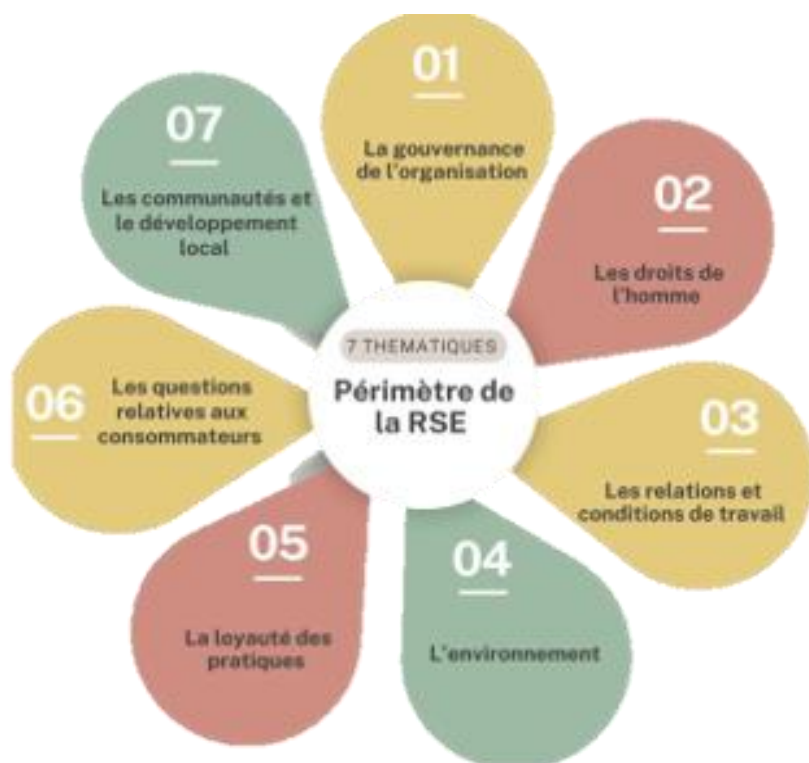 7 THEMATIQUES
Périmètre de
la RSE
01
La gouvernance
de l'organisation
02
Les droits de
l'homme
03
Les relations et
conditions de travail
04
L'environnement
05
La loyauté des
pratiques
06
Les questions
relatives aux
consommateurs
07
Les communautés et
le développement
local